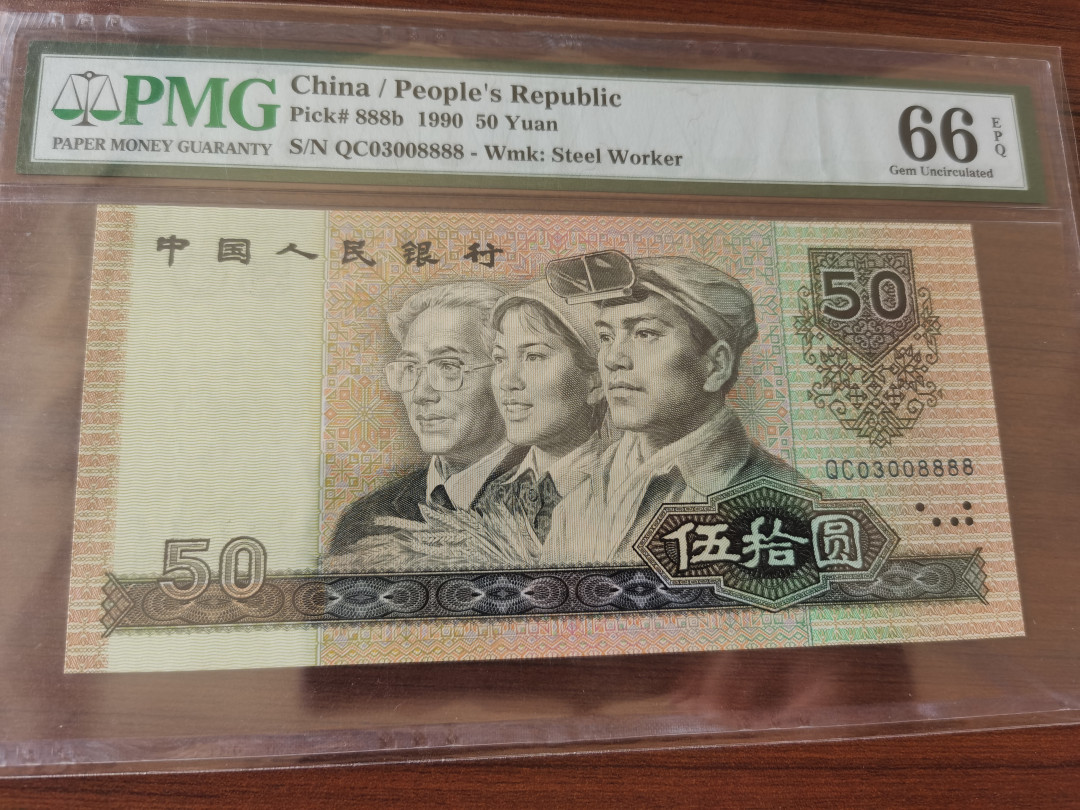 PMG
PAPER MONEY GUARANTY
China / People's Republic
Pick# 888b 1990 50 Yuan
S/N QC03008888 - Wmk: Steel Worker
66
EPQ
Gem Uncirculated
中国人民银行
50
QC03008888
伍拾圆
50